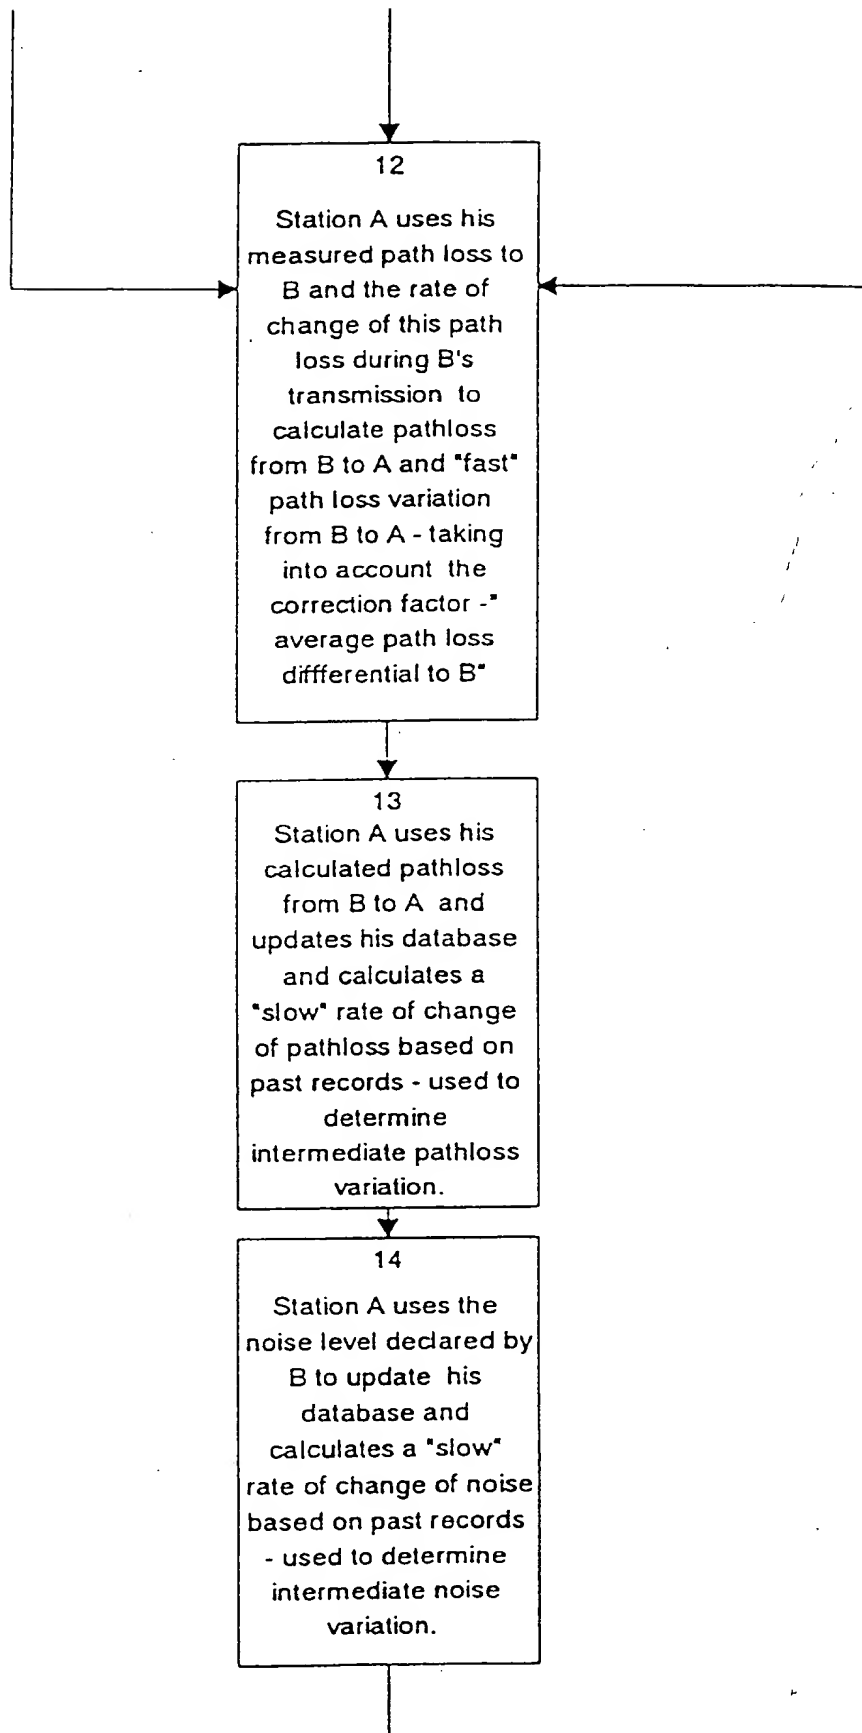 12
Station A uses his
measured path loss to
B and the rate of
change of this path
loss during B's
transmission to
calculate pathloss
from B to A and "fast"
path loss variation
from B to A - taking
into account the
correction factor -"
average path loss
diffferential to B"
13
Station A uses his
calculated pathloss
from B to A and
updates his database
and calculates a
"slow" rate of change
of pathloss based on
past records - used to
determine
intermediate pathloss
variation.
14
Station A uses the
noise level declared by
B to update his
database and
calculates a "slow"
rate of change of noise
based on past records
- used to determine
intermediate noise
variation.